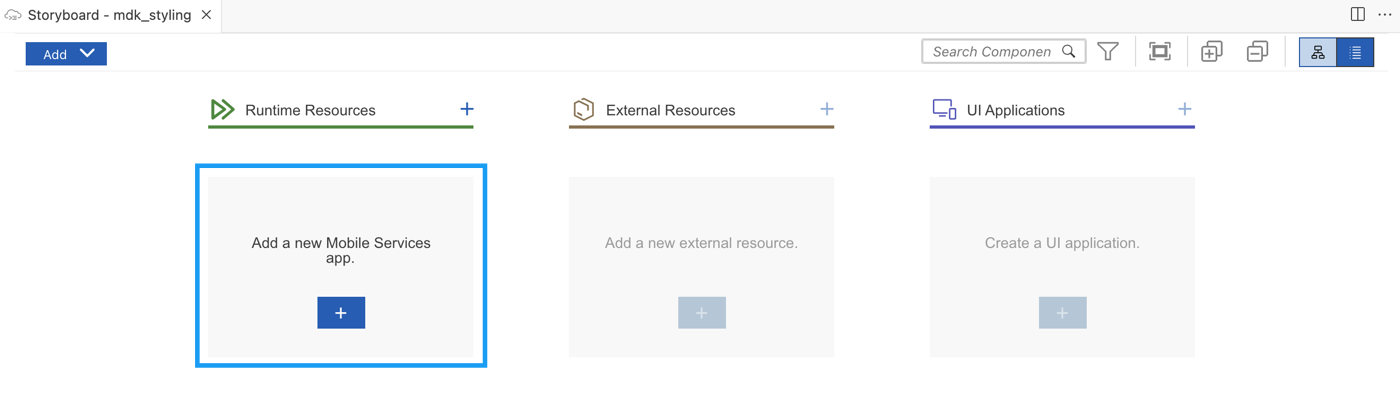 Storyboard - mdk_styling
Add
Search Componen
Runtime Resources
External Resources
UI Applications
Add a new Mobile Services
app.
Add a new external resource.
Create a UI application.